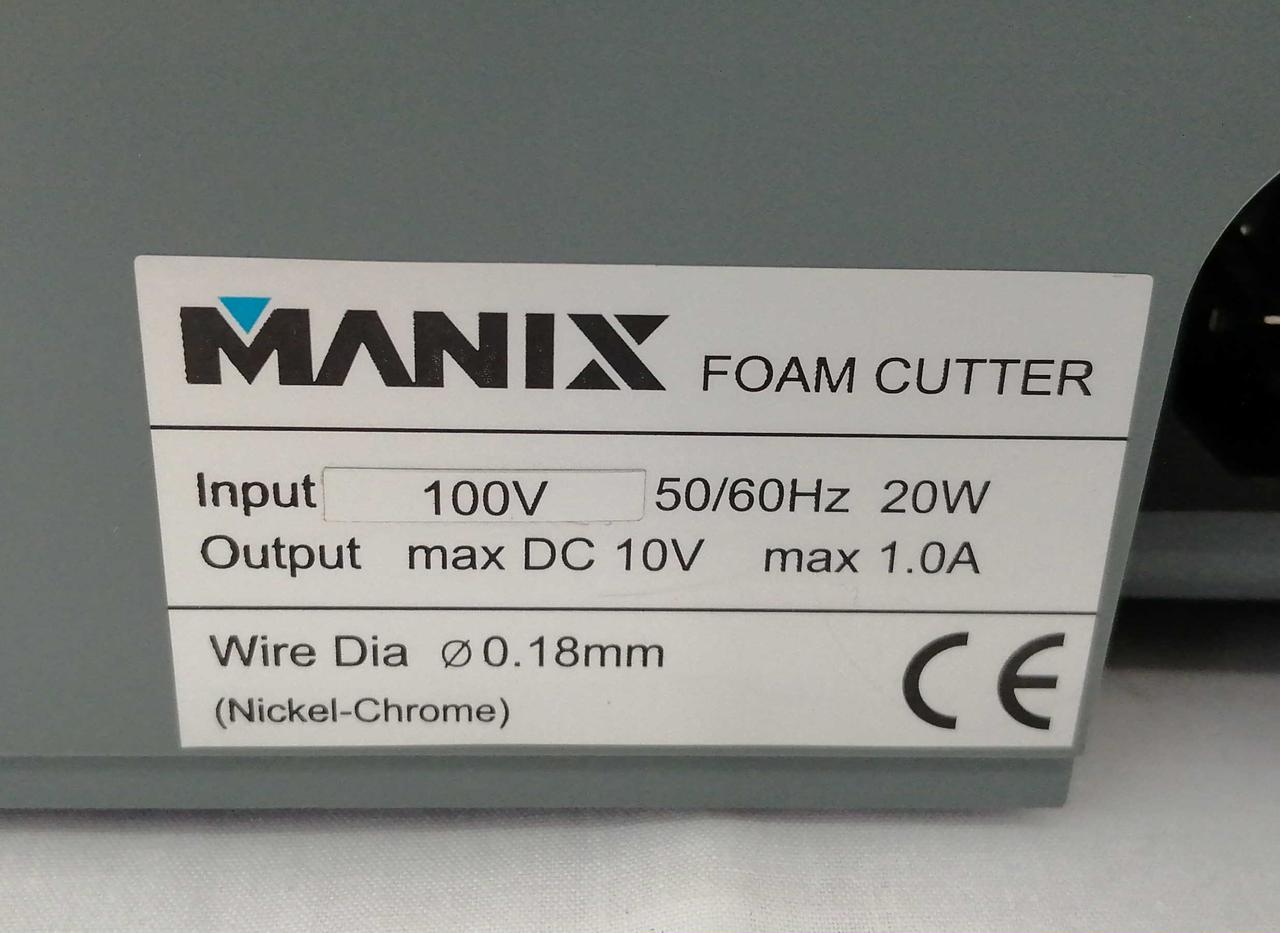 MANIX FOAM CUTTER
Input 100V 50/60Hz 20W
Output max DC 10V max 1.0A
Wire Dia ⌀0.18mm
(Nickel-Chrome)
CE